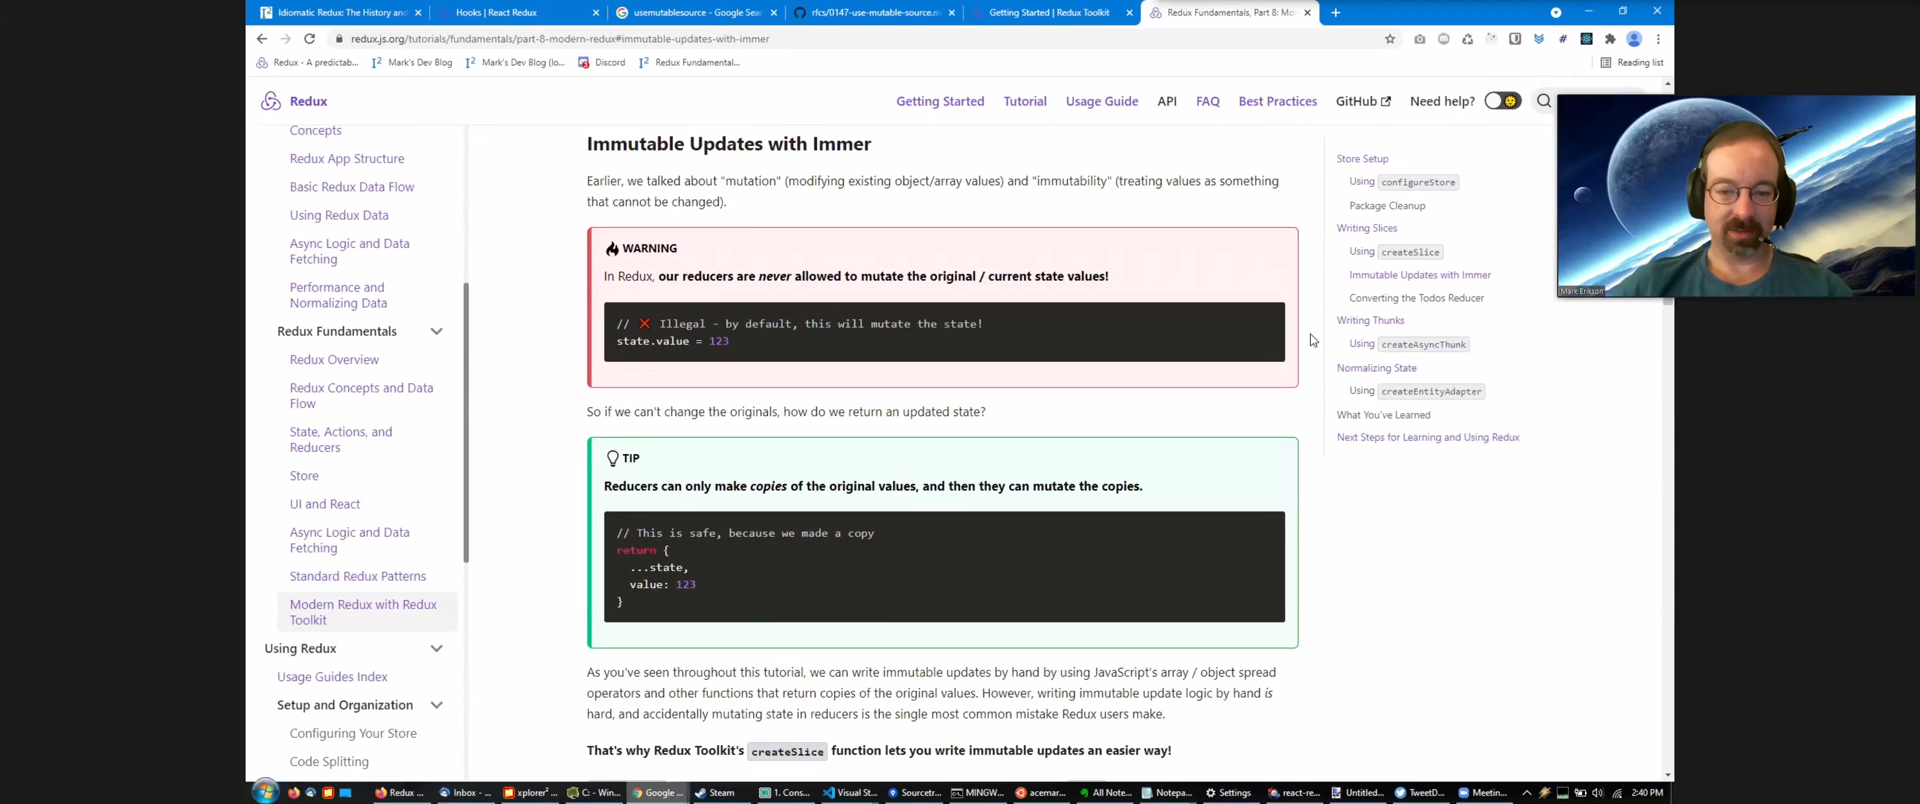 Idiomatic Redux: The History and
Hooks | React Redux
usemutablesource - Google Sea
rfcs/0147-use-mutable-source.m
Getting Started | Redux Toolkit
Redux Fundamentals, Part 8: Mo
redux.js.org/tutorials/fundamentals/part-8-modern-redux#immutable-updates-with-immer
Redux - A predictab...
Mark's Dev Blog
Mark's Dev Blog (lo...
Discord
Redux Fundamental...
Reading list
Redux
Getting Started
Tutorial
Usage Guide
API
FAQ
Best Practices
GitHub
Need help?
Concepts
Redux App Structure
Basic Redux Data Flow
Using Redux Data
Async Logic and Data
Fetching
Performance and
Normalizing Data
Redux Fundamentals
Redux Overview
Redux Concepts and Data
Flow
State, Actions, and
Reducers
Store
UI and React
Async Logic and Data
Fetching
Standard Redux Patterns
Modern Redux with Redux
Toolkit
Using Redux
Usage Guides Index
Setup and Organization
Configuring Your Store
Code Splitting
Immutable Updates with Immer
Earlier, we talked about "mutation" (modifying existing object/array values) and "immutability" (treating values as something
that cannot be changed).
WARNING
In Redux, our reducers are never allowed to mutate the original / current state values!
// ❌ Illegal - by default, this will mutate the state!
state.value = 123
So if we can't change the originals, how do we return an updated state?
TIP
Reducers can only make copies of the original values, and then they can mutate the copies.
// This is safe, because we made a copy
return {
...state,
value: 123
}
As you've seen throughout this tutorial, we can write immutable updates by hand by using JavaScript's array / object spread
operators and other functions that return copies of the original values. However, writing immutable update logic by hand is
hard, and accidentally mutating state in reducers is the single most common mistake Redux users make.
That's why Redux Toolkit's createSlice function lets you write immutable updates an easier way!
Store Setup
Using configureStore
Package Cleanup
Writing Slices
Using createSlice
Immutable Updates with Immer
Converting the Todos Reducer
Writing Thunks
Using createAsyncThunk
Normalizing State
Using createEntityAdapter
What You've Learned
Next Steps for Learning and Using Redux
Mark Erikson
Redux ...
Inbox - ...
xplorer² ...
C: - Win...
Google ...
Steam
1. Cons...
Visual St...
Sourcetr...
MINGW...
acemar...
All Note...
Notepa...
Settings
react-re...
Untitled...
TweetD...
Meetin...
2:40 PM